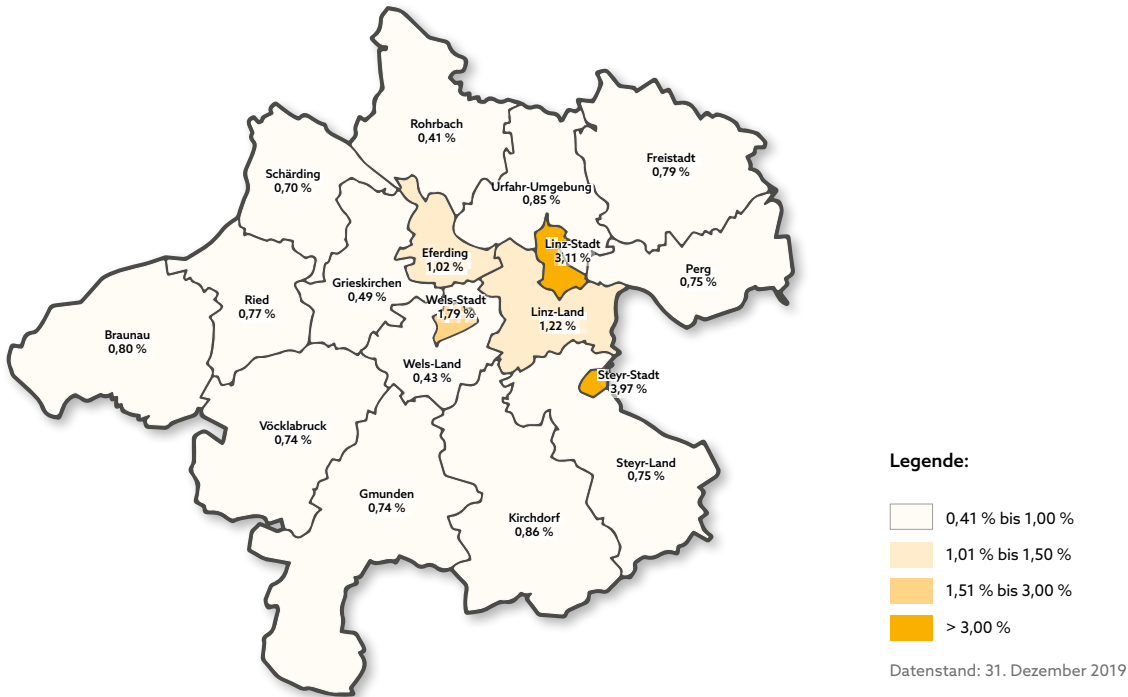 Rohrbach
0,41 %
Freistadt
0,79 %
Schärding
0,70 %
Urfahr-Umgebung
0,85 %
Linz-Stadt
3,11 %
Eferding
1,02 %
Perg
0,75 %
Grieskirchen
0,49 %
Wels-Stadt
1,79 %
Ried
0,77 %
Linz-Land
1,22 %
Braunau
0,80 %
Wels-Land
0,43 %
Steyr-Stadt
3,97 %
Vöcklabruck
0,74 %
Steyr-Land
0,75 %
Gmunden
0,74 %
Kirchdorf
0,86 %
Legende:
0,41 % bis 1,00 %
1,01 % bis 1,50 %
1,51 % bis 3,00 %
> 3,00 %
Datenstand: 31. Dezember 2019